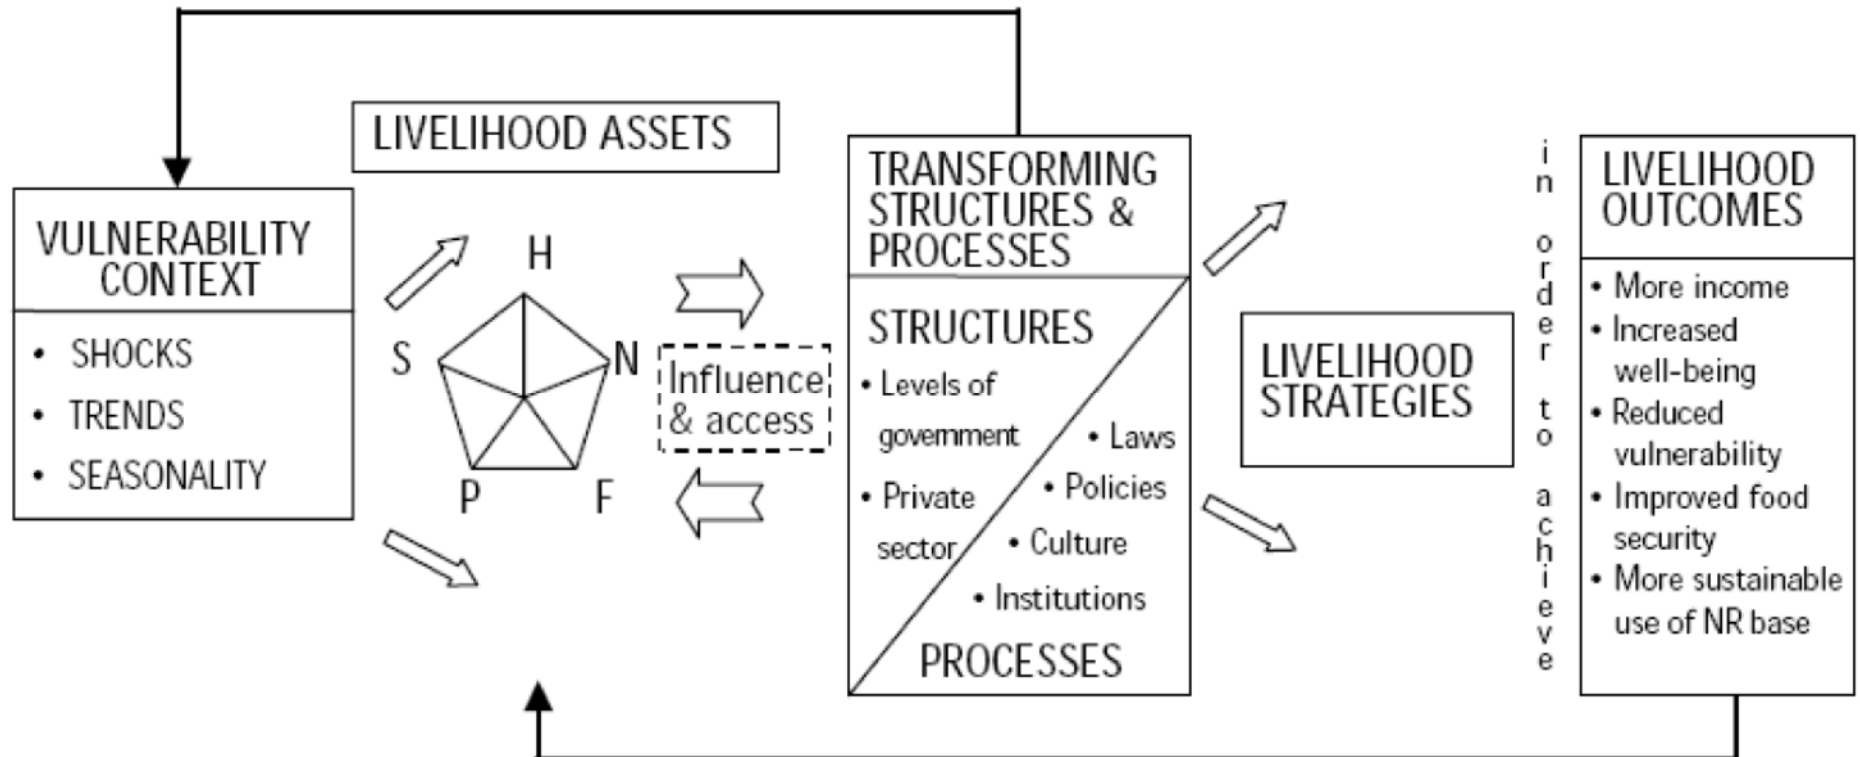 LIVELIHOOD ASSETS
VULNERABILITY
CONTEXT
• SHOCKS
• TRENDS
• SEASONALITY
H
S
N
P
F
Influence
& access
TRANSFORMING
STRUCTURES &
PROCESSES
STRUCTURES
• Levels of
government
• Private
sector
• Laws
• Policies
• Culture
• Institutions
PROCESSES
LIVELIHOOD
STRATEGIES
in order to achieve
LIVELIHOOD
OUTCOMES
• More income
• Increased
well-being
• Reduced
vulnerability
• Improved food
security
• More sustainable
use of NR base